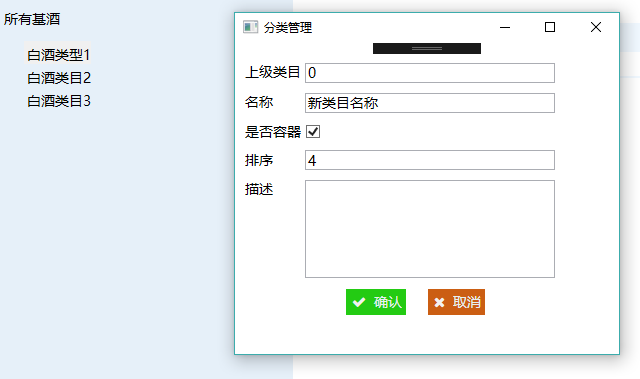 所有基酒
白酒类型1
白酒类目2
白酒类目3
分类管理
上级类目 0
名称 新类目名称
是否容器
排序 4
描述
确认 取消